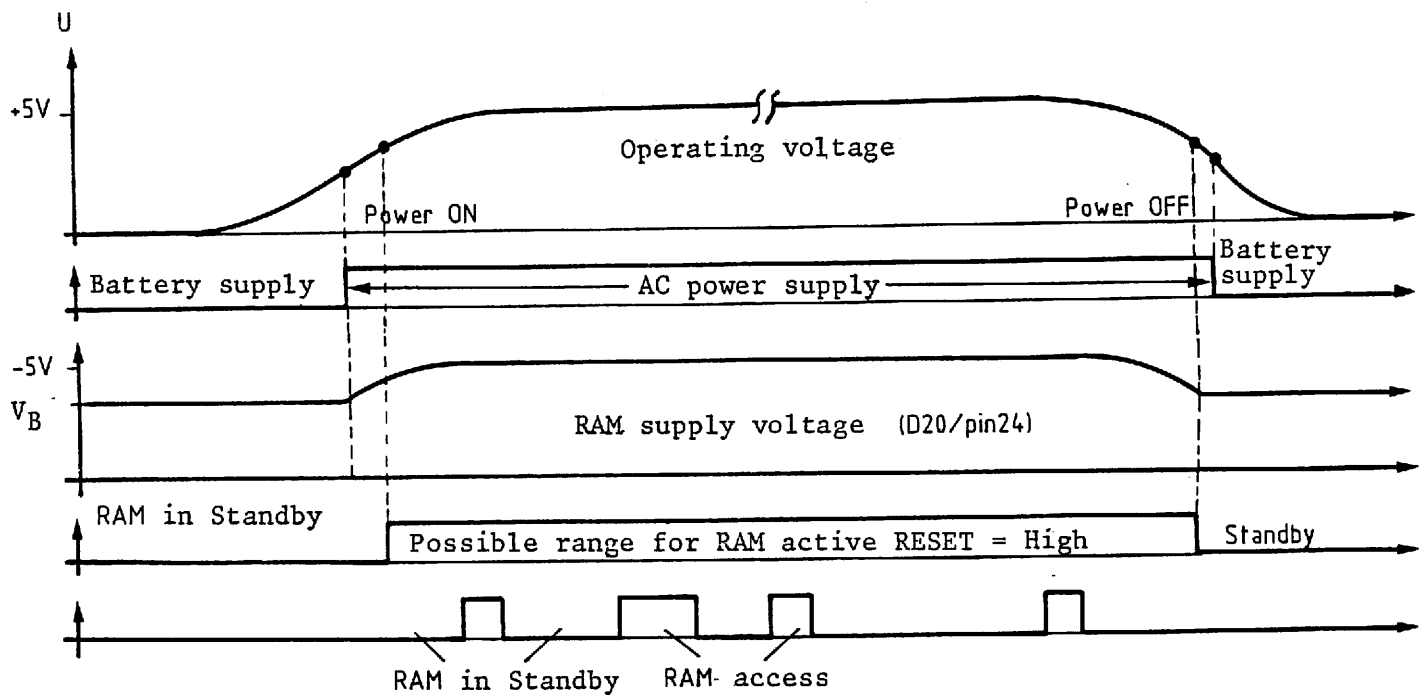 U
+5V
Operating voltage
Power ON
Power OFF
Battery supply
AC power supply
Battery
supply
-5V
VB
RAM supply voltage (D20/pin24)
RAM in Standby
Possible range for RAM active RESET = High
Standby
RAM in Standby
RAM- access